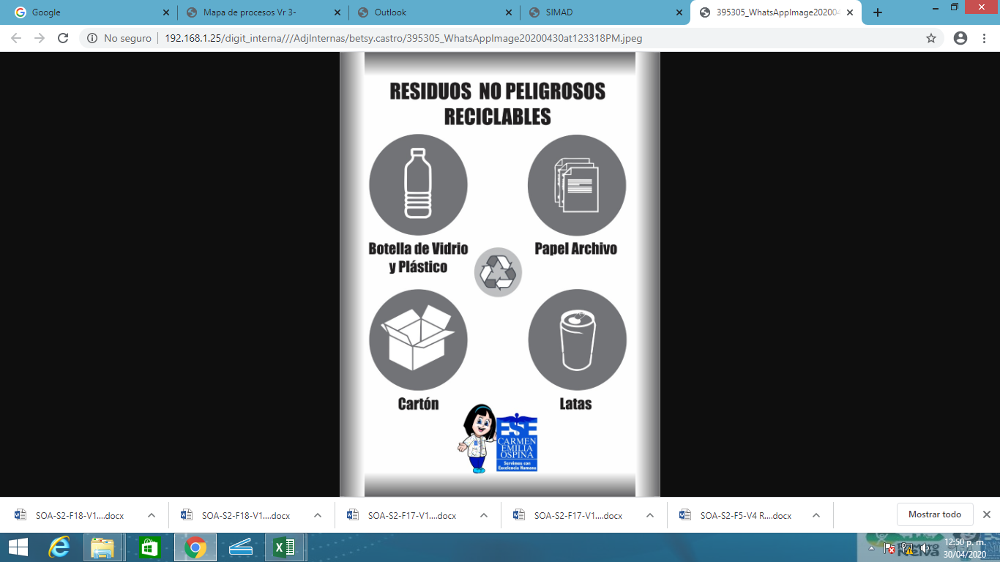 Google
Mapa de procesos Vr 3-
Outlook
SIMAD
395305_WhatsAppImage20200
No seguro
192.168.1.25/digit_interna///AdjInternas/betsy.castro/395305_WhatsAppImage20200430at123318PM.jpeg
RESIDUOS NO PELIGROSOS
RECICLABLES
Botella de Vidrio
y Plástico
Papel Archivo
Cartón
Latas
ESE
CARMEN
EMILIA
OSPINA
Servimos con
Excelencia Humana
SOA-S2-F18-V1....docx
SOA-S2-F18-V1....docx
SOA-S2-F17-V1....docx
SOA-S2-F17-V1....docx
SOA-S2-F5-V4 R....docx
Mostrar todo
12:50 p. m.
30/04/2020